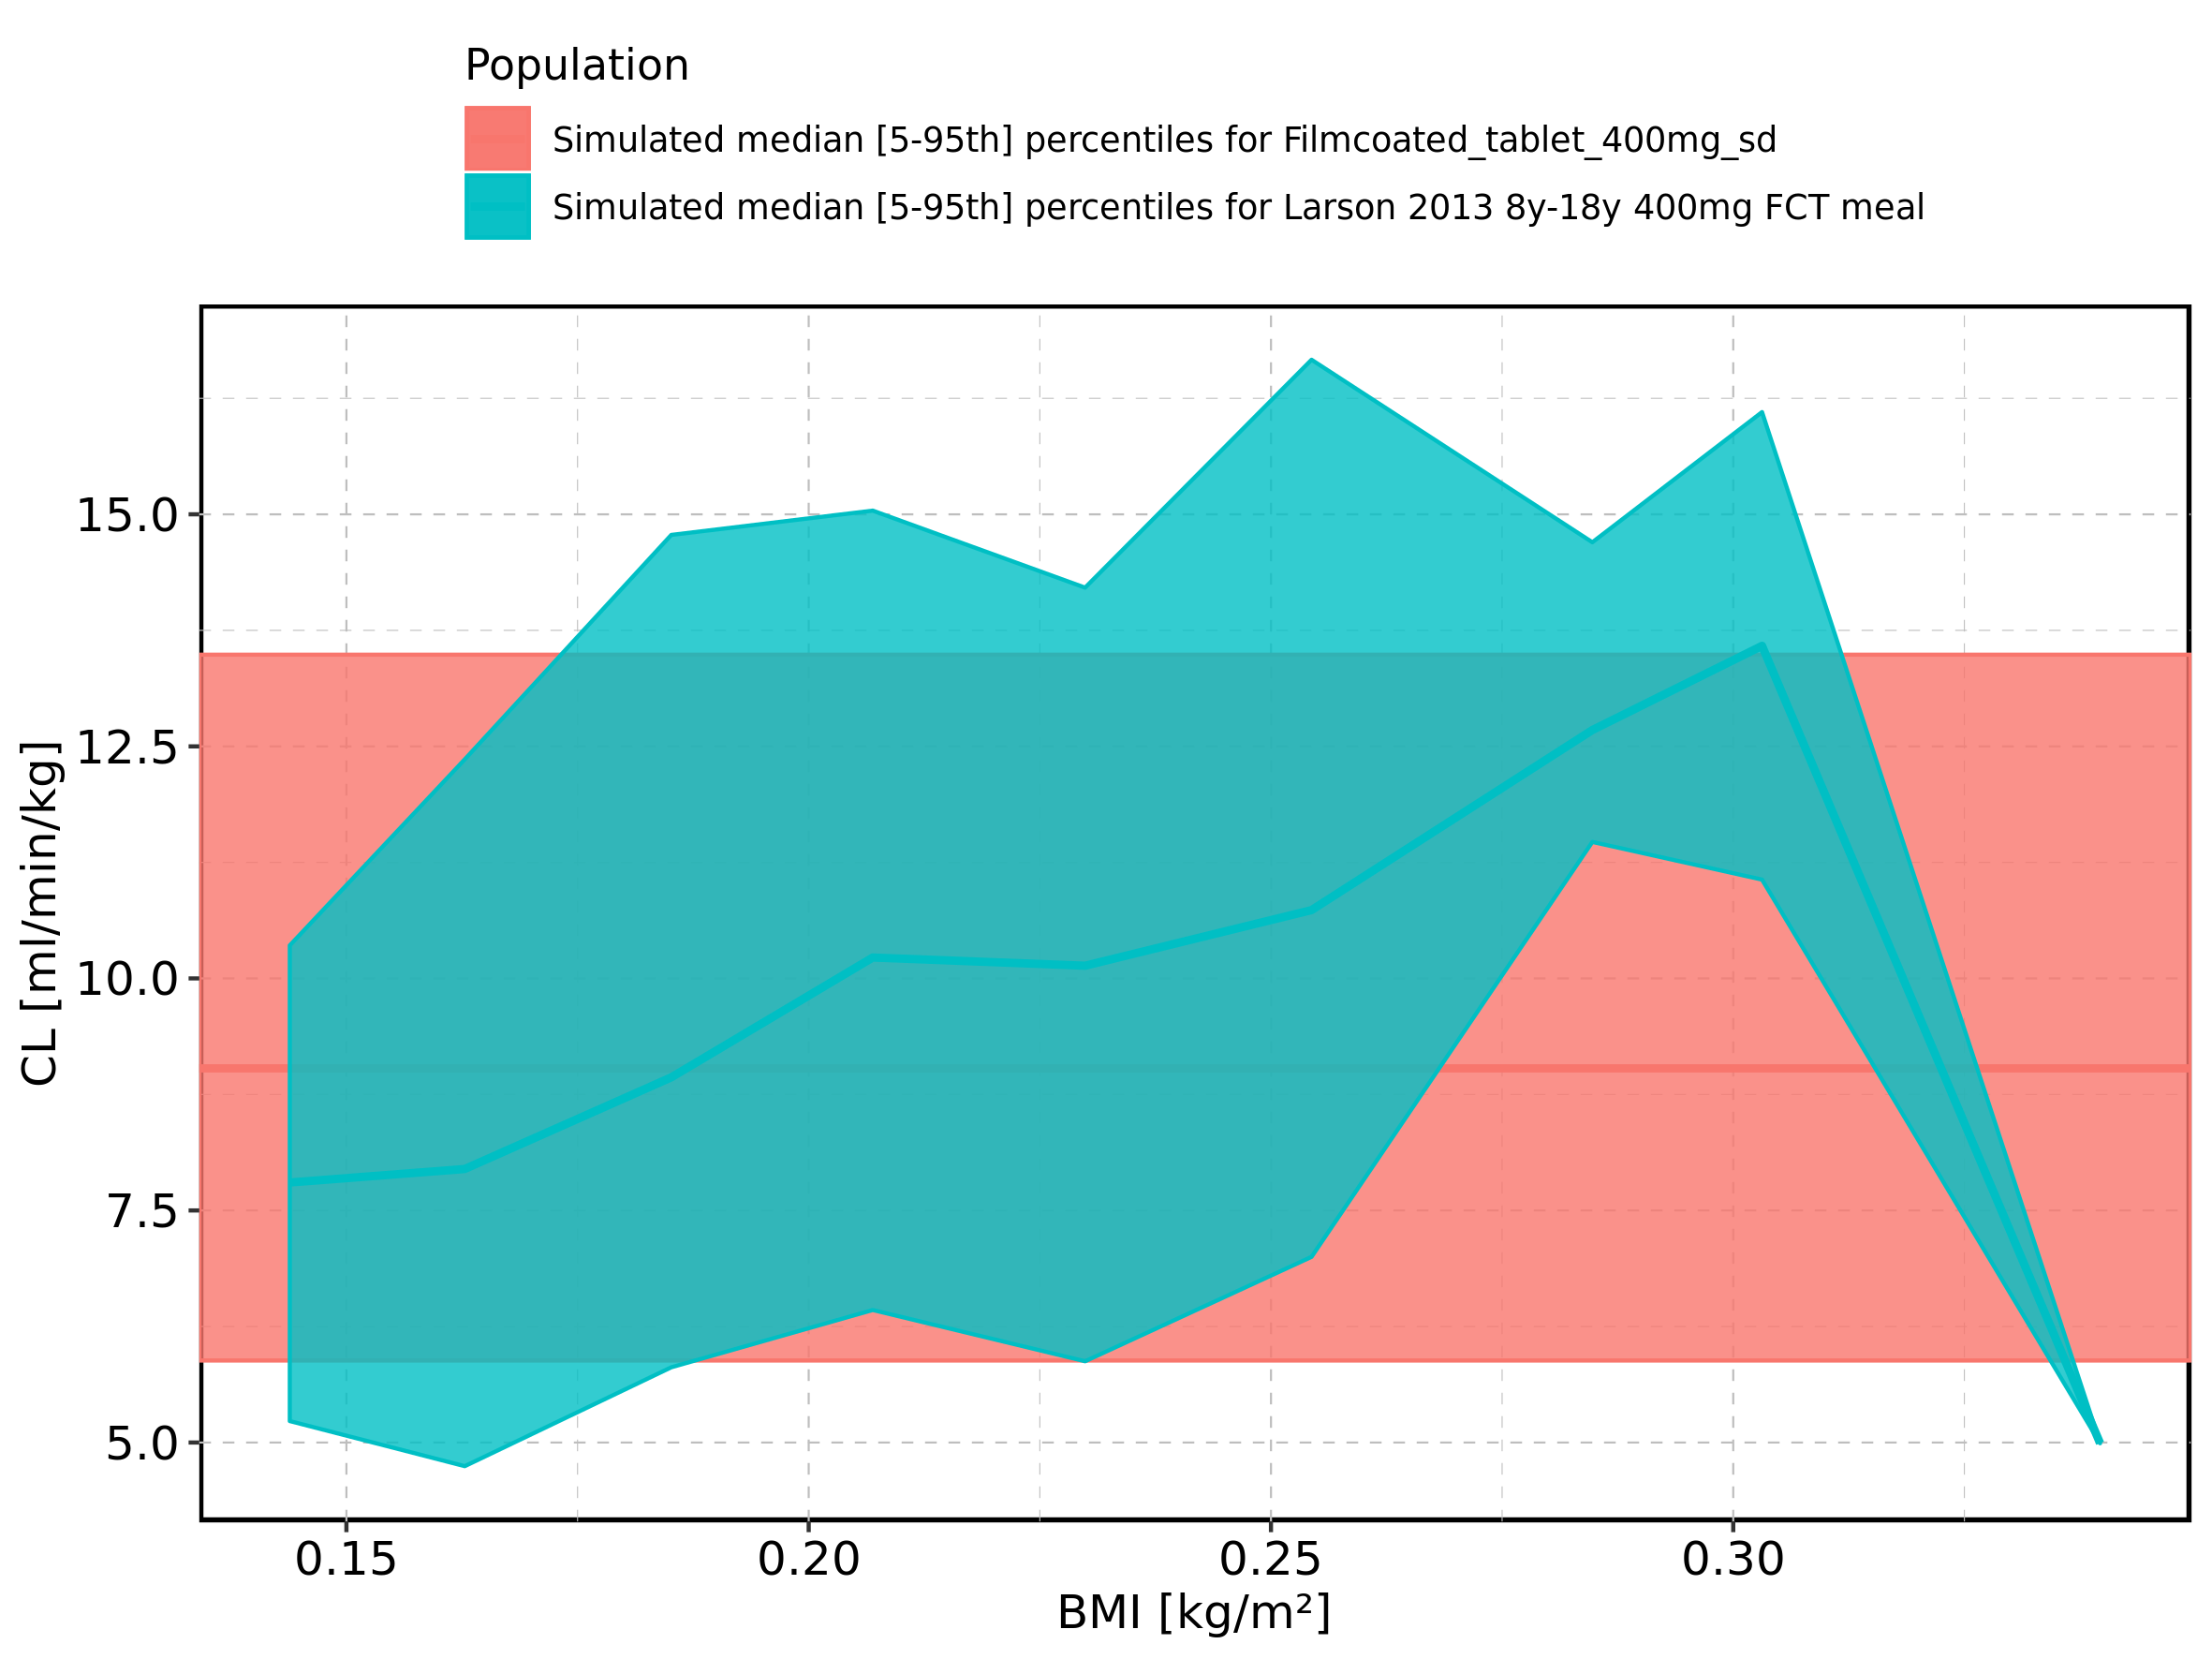 Population
Simulated median [5-95th] percentiles for Filmcoated_tablet_400mg_sd
Simulated median [5-95th] percentiles for Larson 2013 8y-18y 400mg FCT meal
CL [ml/min/kg]
15.0
12.5
10.0
7.5
5.0
0.15 0.20 0.25 0.30
BMI [kg/m²]